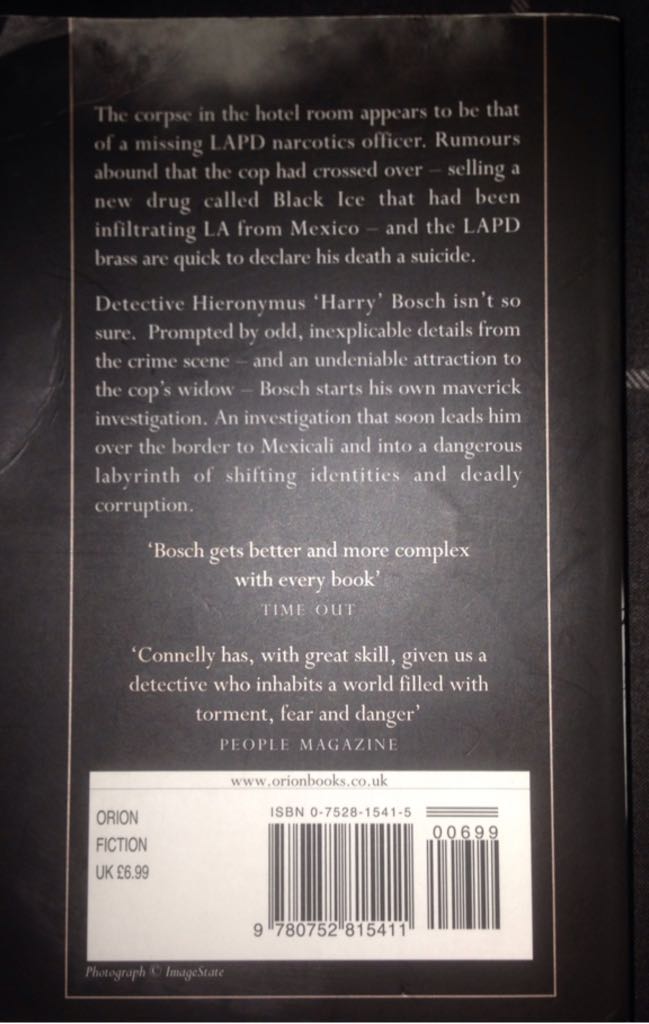 The corpse in the hotel room appears to be that
of a missing LAPD narcotics officer. Rumours
abound that the cop had crossed over – selling a
new drug called Black Ice that had been
infiltrating LA from Mexico – and the LAPD
brass are quick to declare his death a suicide.
Detective Hieronymus ‘Harry’ Bosch isn’t so
sure. Prompted by odd, inexplicable details from
the crime scene – and an undeniable attraction to
the cop’s widow – Bosch starts his own maverick
investigation. An investigation that soon leads him
over the border to Mexicali and into a dangerous
labyrinth of shifting identities and deadly
corruption.
‘Bosch gets better and more complex
with every book’
TIME OUT
‘Connelly has, with great skill, given us a
detective who inhabits a world filled with
torment, fear and danger’
PEOPLE MAGAZINE
www.orionbooks.co.uk
ORION
FICTION
UK £6.99
ISBN 0-7528-1541-5
00699
9 780752 815411
Photograph © ImageState